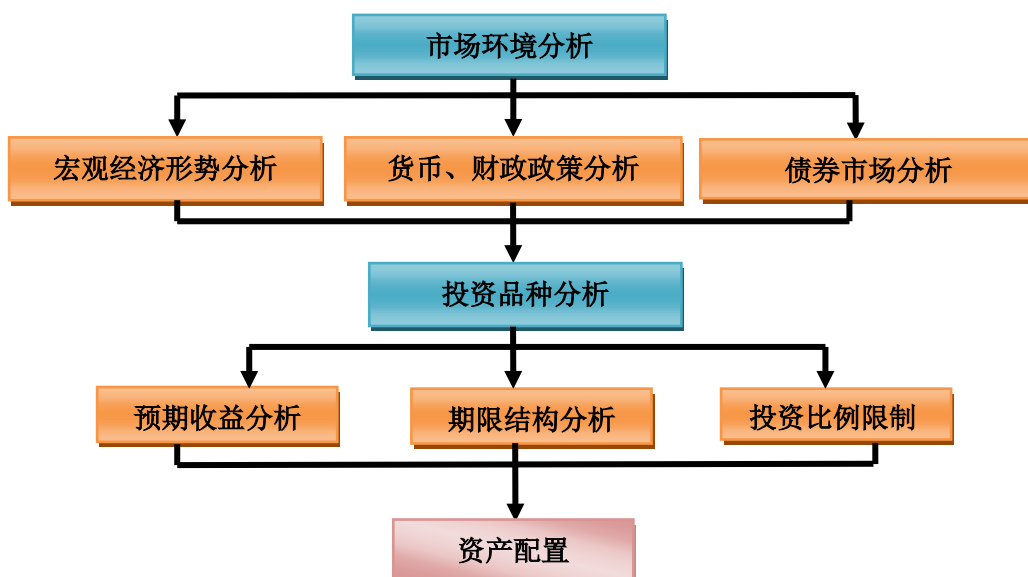 市场环境分析
宏观经济形势分析
货币、财政政策分析
债券市场分析
投资品种分析
预期收益分析
期限结构分析
投资比例限制
资产配置